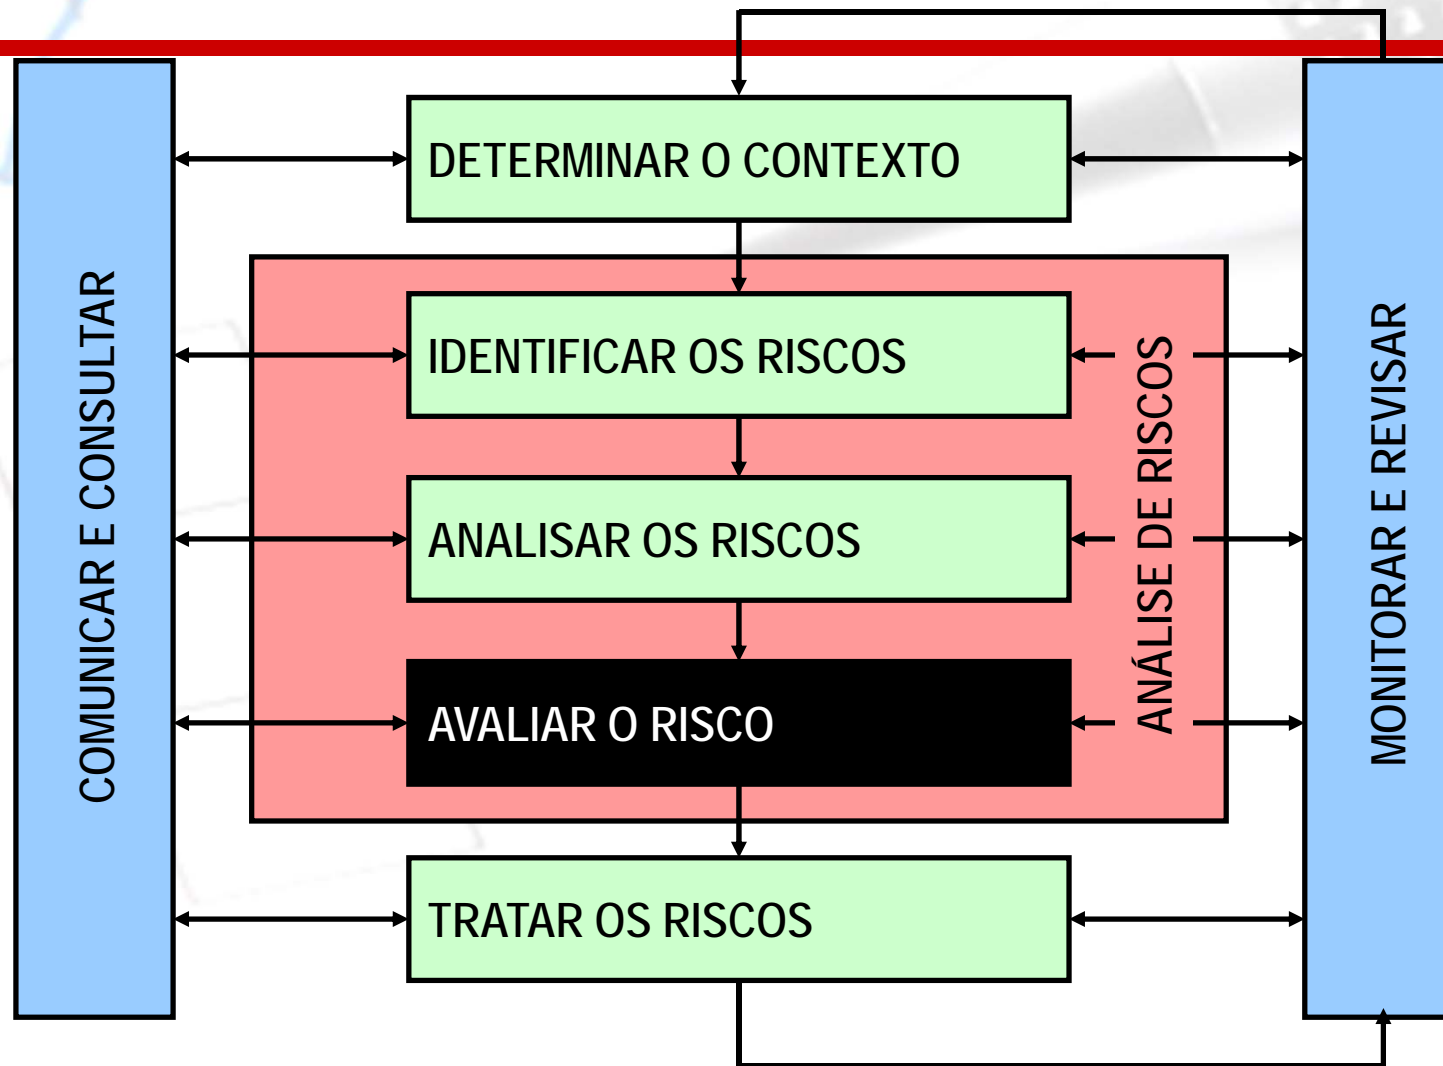 COMUNICAR E CONSULTAR
DETERMINAR O CONTEXTO
IDENTIFICAR OS RISCOS
ANALISAR OS RISCOS
AVALIAR O RISCO
TRATAR OS RISCOS
ANÁLISE DE RISCOS
MONITORAR E REVISAR